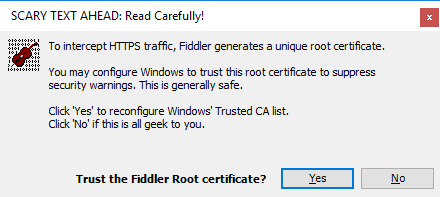 SCARY TEXT AHEAD: Read Carefully!
To intercept HTTPS traffic, Fiddler generates a unique root certificate.
You may configure Windows to trust this root certificate to suppress
security warnings. This is generally safe.
Click 'Yes' to reconfigure Windows' Trusted CA list.
Click 'No' if this is all geek to you.
Trust the Fiddler Root certificate? Yes No